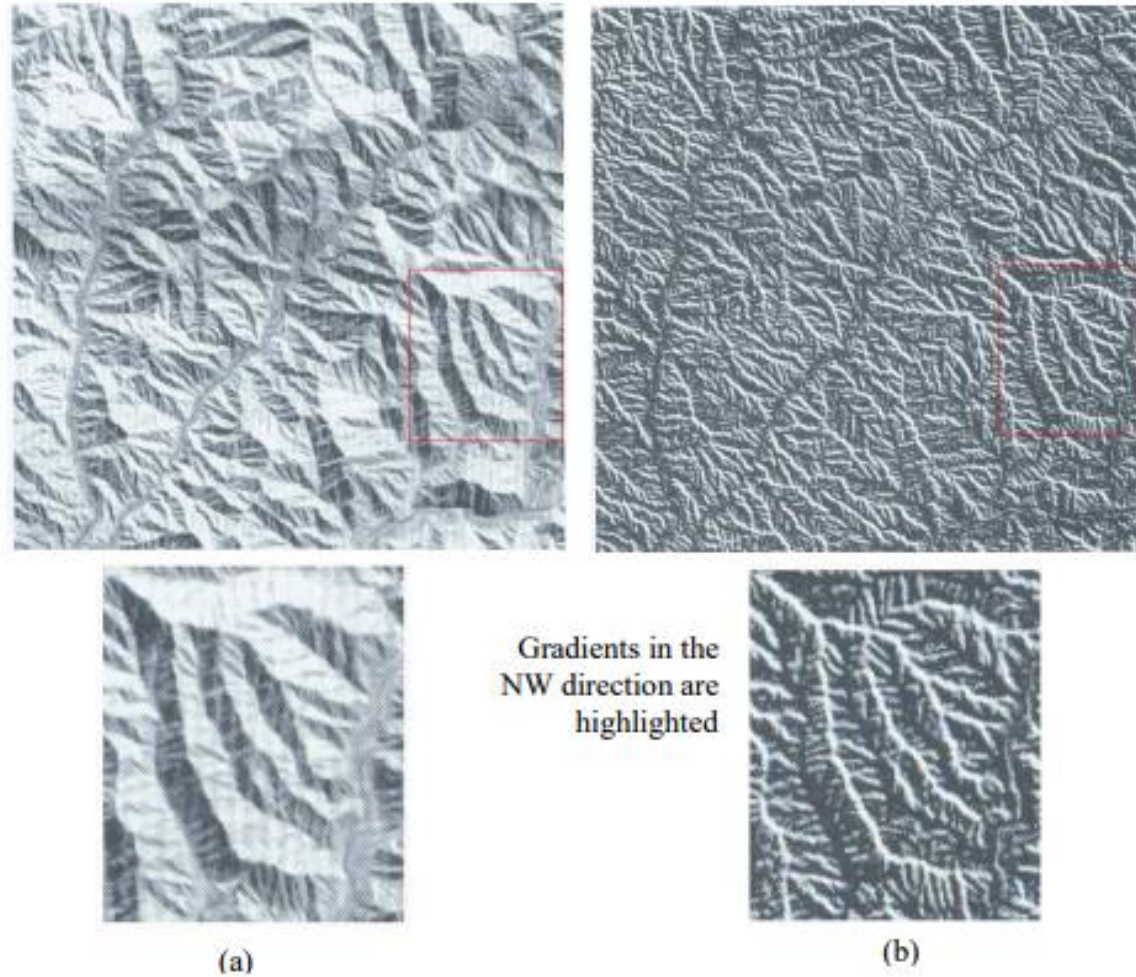 Gradients in the
NW direction are
highlighted
(a)
(b)